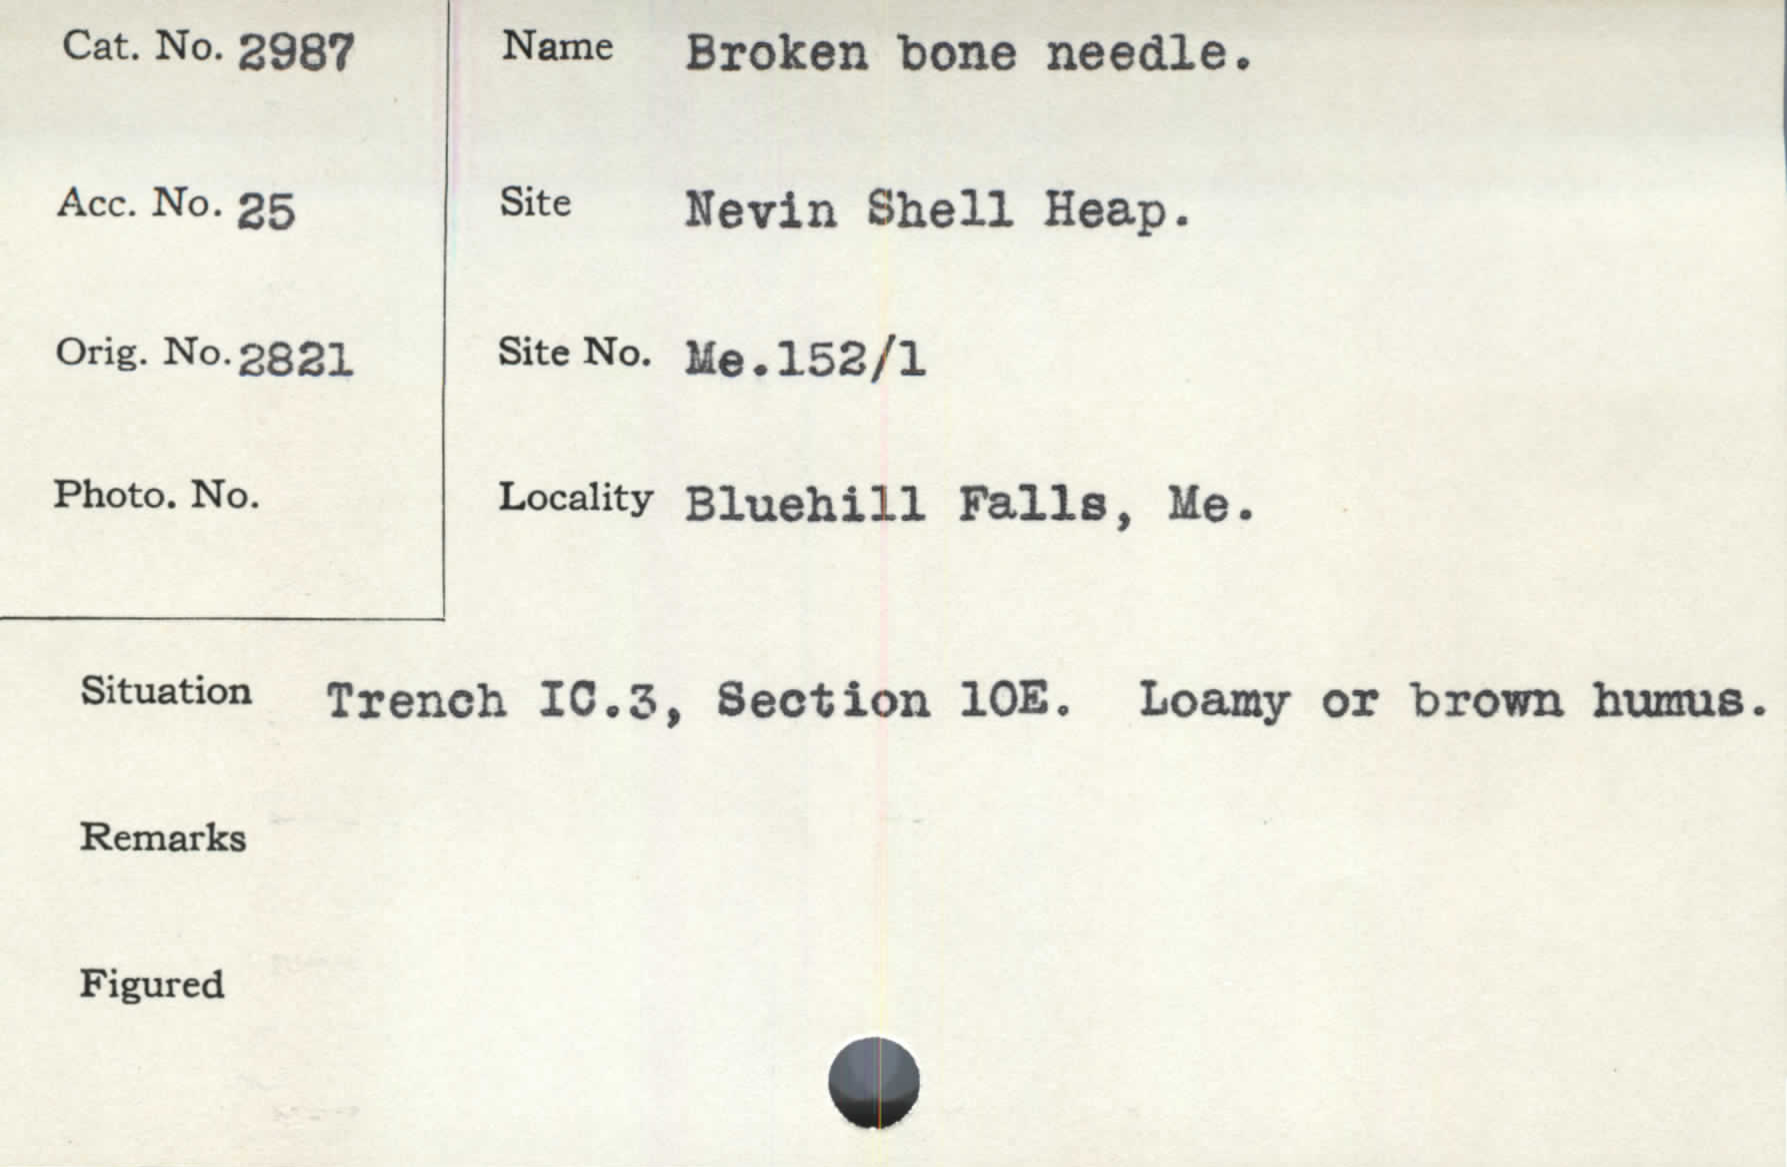 Cat. No. 2987 Name Broken bone needle.
Acc. No. 25 Site Nevin Shell Heap.
Orig. No. 2821 Site No. Me.152/1
Photo. No. Locality Bluehill Falls, Me.
Situation Trench IC.3, Section 10E. Loamy or brown humus.
Remarks
Figured